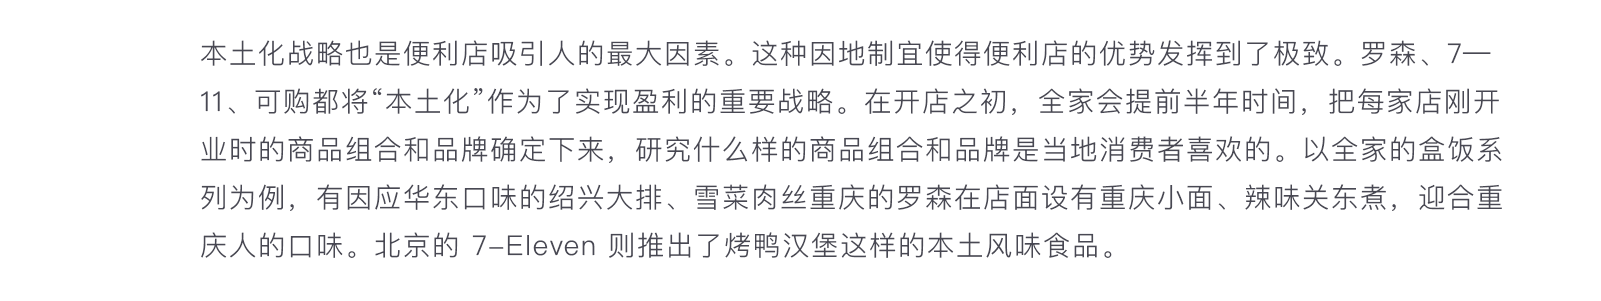 本土化战略也是便利店吸引人的最大因素。这种因地制宜使得便利店的优势发挥到了极致。罗森、7—
11、可购都将“本土化”作为了实现盈利的重要战略。在开店之初，全家会提前半年时间，把每家店刚开
业时的商品组合和品牌确定下来，研究什么样的商品组合和品牌是当地消费者喜欢的。以全家的盒饭系
列为例，有因应华东口味的绍兴大排、雪菜肉丝重庆的罗森在店面设有重庆小面、辣味关东煮，迎合重
庆人的口味。北京的 7-Eleven 则推出了烤鸭汉堡这样的本土风味食品。